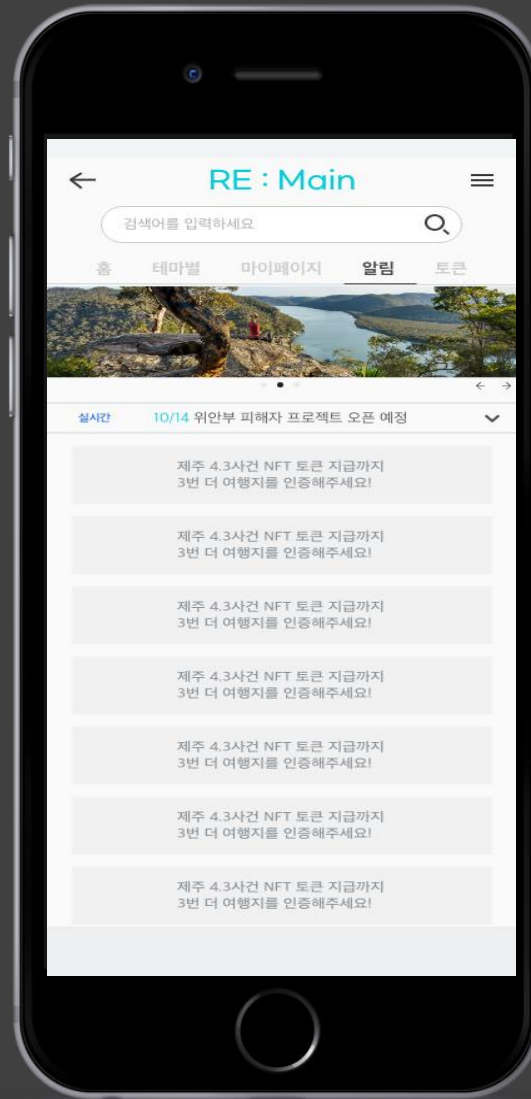 RE : Main
검색어를 입력하세요
홈 테마별 마이페이지 알림 토큰
실시간 10/14 위안부 피해자 프로젝트 오픈 예정
제주 4.3사건 NFT 토큰 지급까지
3번 더 여행지를 인증해주세요!
제주 4.3사건 NFT 토큰 지급까지
3번 더 여행지를 인증해주세요!
제주 4.3사건 NFT 토큰 지급까지
3번 더 여행지를 인증해주세요!
제주 4.3사건 NFT 토큰 지급까지
3번 더 여행지를 인증해주세요!
제주 4.3사건 NFT 토큰 지급까지
3번 더 여행지를 인증해주세요!
제주 4.3사건 NFT 토큰 지급까지
3번 더 여행지를 인증해주세요!
제주 4.3사건 NFT 토큰 지급까지
3번 더 여행지를 인증해주세요!